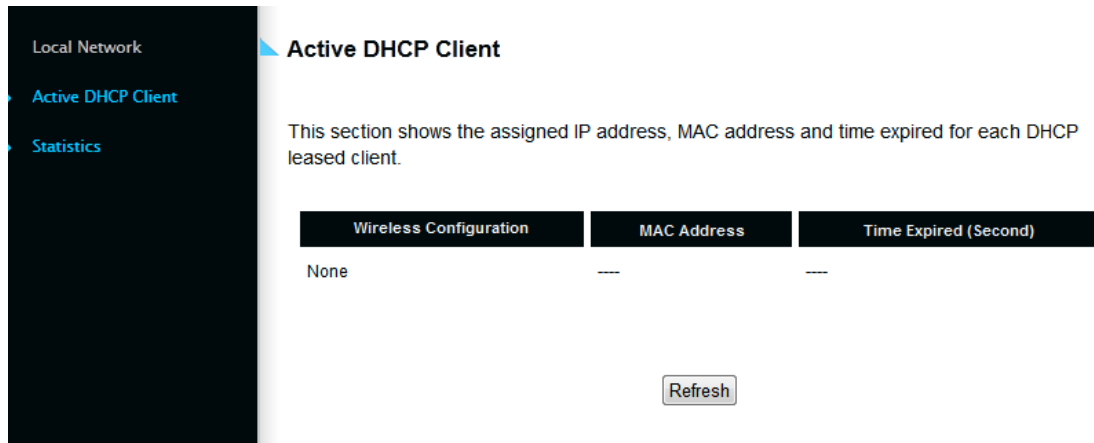 Local Network
Active DHCP Client
Statistics
Active DHCP Client
This section shows the assigned IP address, MAC address and time expired for each DHCP
leased client.
Wireless Configuration MAC Address Time Expired (Second)
None ---- ----
Refresh